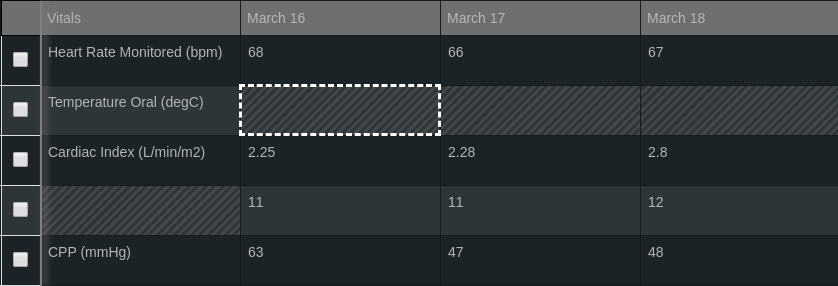 Vitals March 16 March 17 March 18
Heart Rate Monitored (bpm) 68 66 67
Temperature Oral (degC)
Cardiac Index (L/min/m2) 2.25 2.28 2.8
11 11 12
CPP (mmHg) 63 47 48